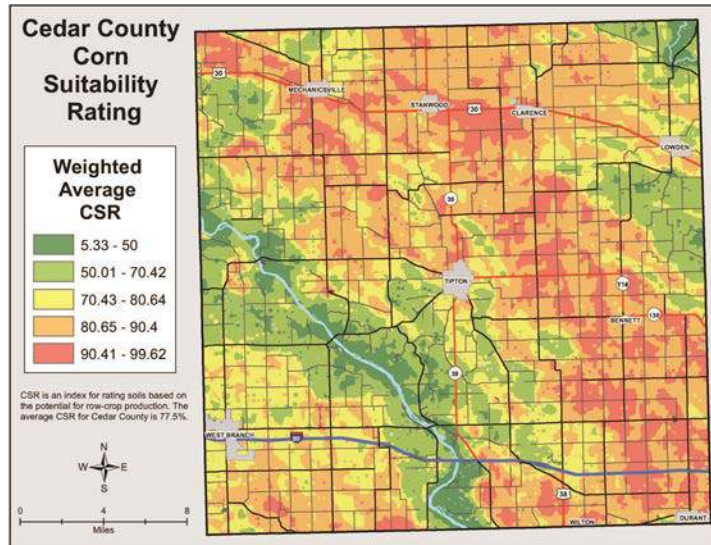 Cedar County
Corn
Suitability
Rating
Weighted
Average
CSR
5.33 - 50
50.01 - 70.42
70.43 - 80.64
80.65 - 90.4
90.41 - 99.62
CSR is an index for rating soils based on
the potential for row-crop production. The
average CSR for Cedar County is 77.5%.
N
W E
S
0 4 8
Miles
30
MECHANICSVILLE
STANWOOD
30
CLARENCE
LOWDEN
38
TIPTON
Y14
BENNETT
130
38
WEST BRANCH
80
38
WILTON
DURANT